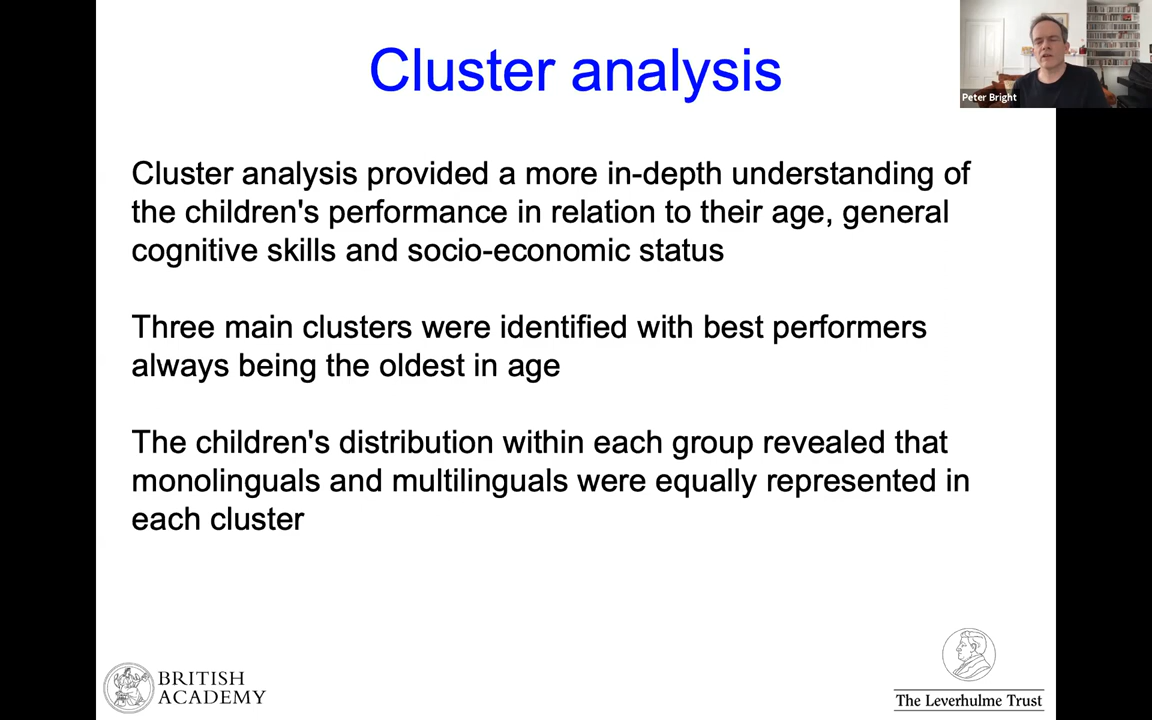 Cluster analysis
Peter Bright
Cluster analysis provided a more in-depth understanding of
the children's performance in relation to their age, general
cognitive skills and socio-economic status
Three main clusters were identified with best performers
always being the oldest in age
The children's distribution within each group revealed that
monolinguals and multilinguals were equally represented in
each cluster
BRITISH
ACADEMY
The Leverhulme Trust